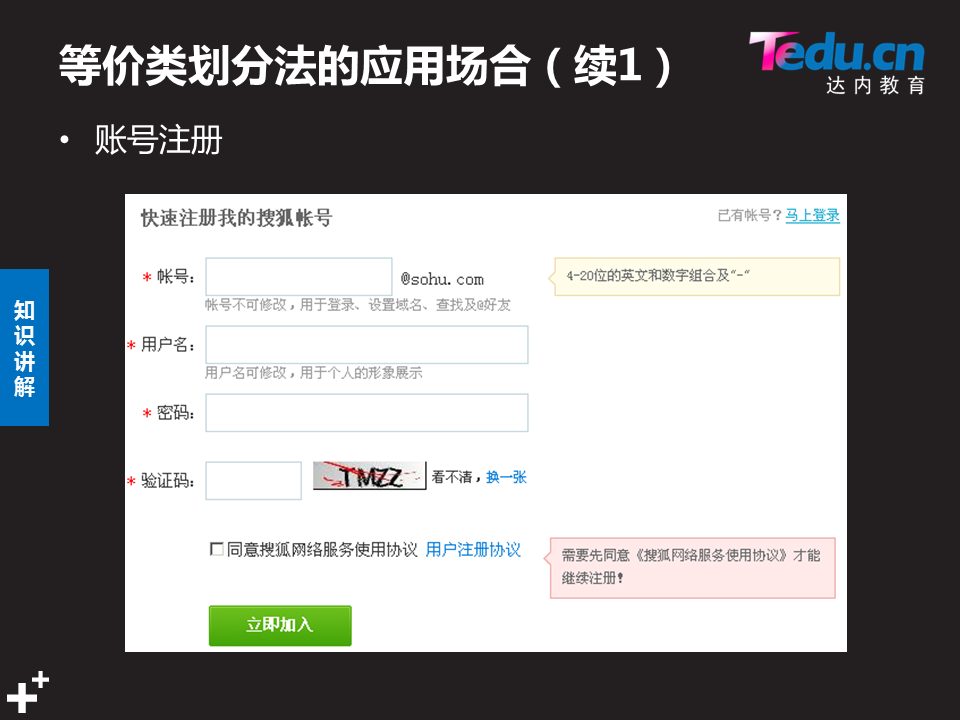 等价类划分法的应用场合（续1）
Tedu.cn
达内教育
• 账号注册
知识讲解
快速注册我的搜狐帐号
已有帐号？马上登录
* 帐号： @sohu.com
4-20位的英文和数字组合及"-"
帐号不可修改，用于登录、设置域名、查找及@好友
* 用户名：
用户名可修改，用于个人的形象展示
* 密码：
* 验证码： TMZZ 看不清，换一张
同意搜狐网络服务使用协议 用户注册协议
需要先同意《搜狐网络服务使用协议》才能
继续注册！
立即加入